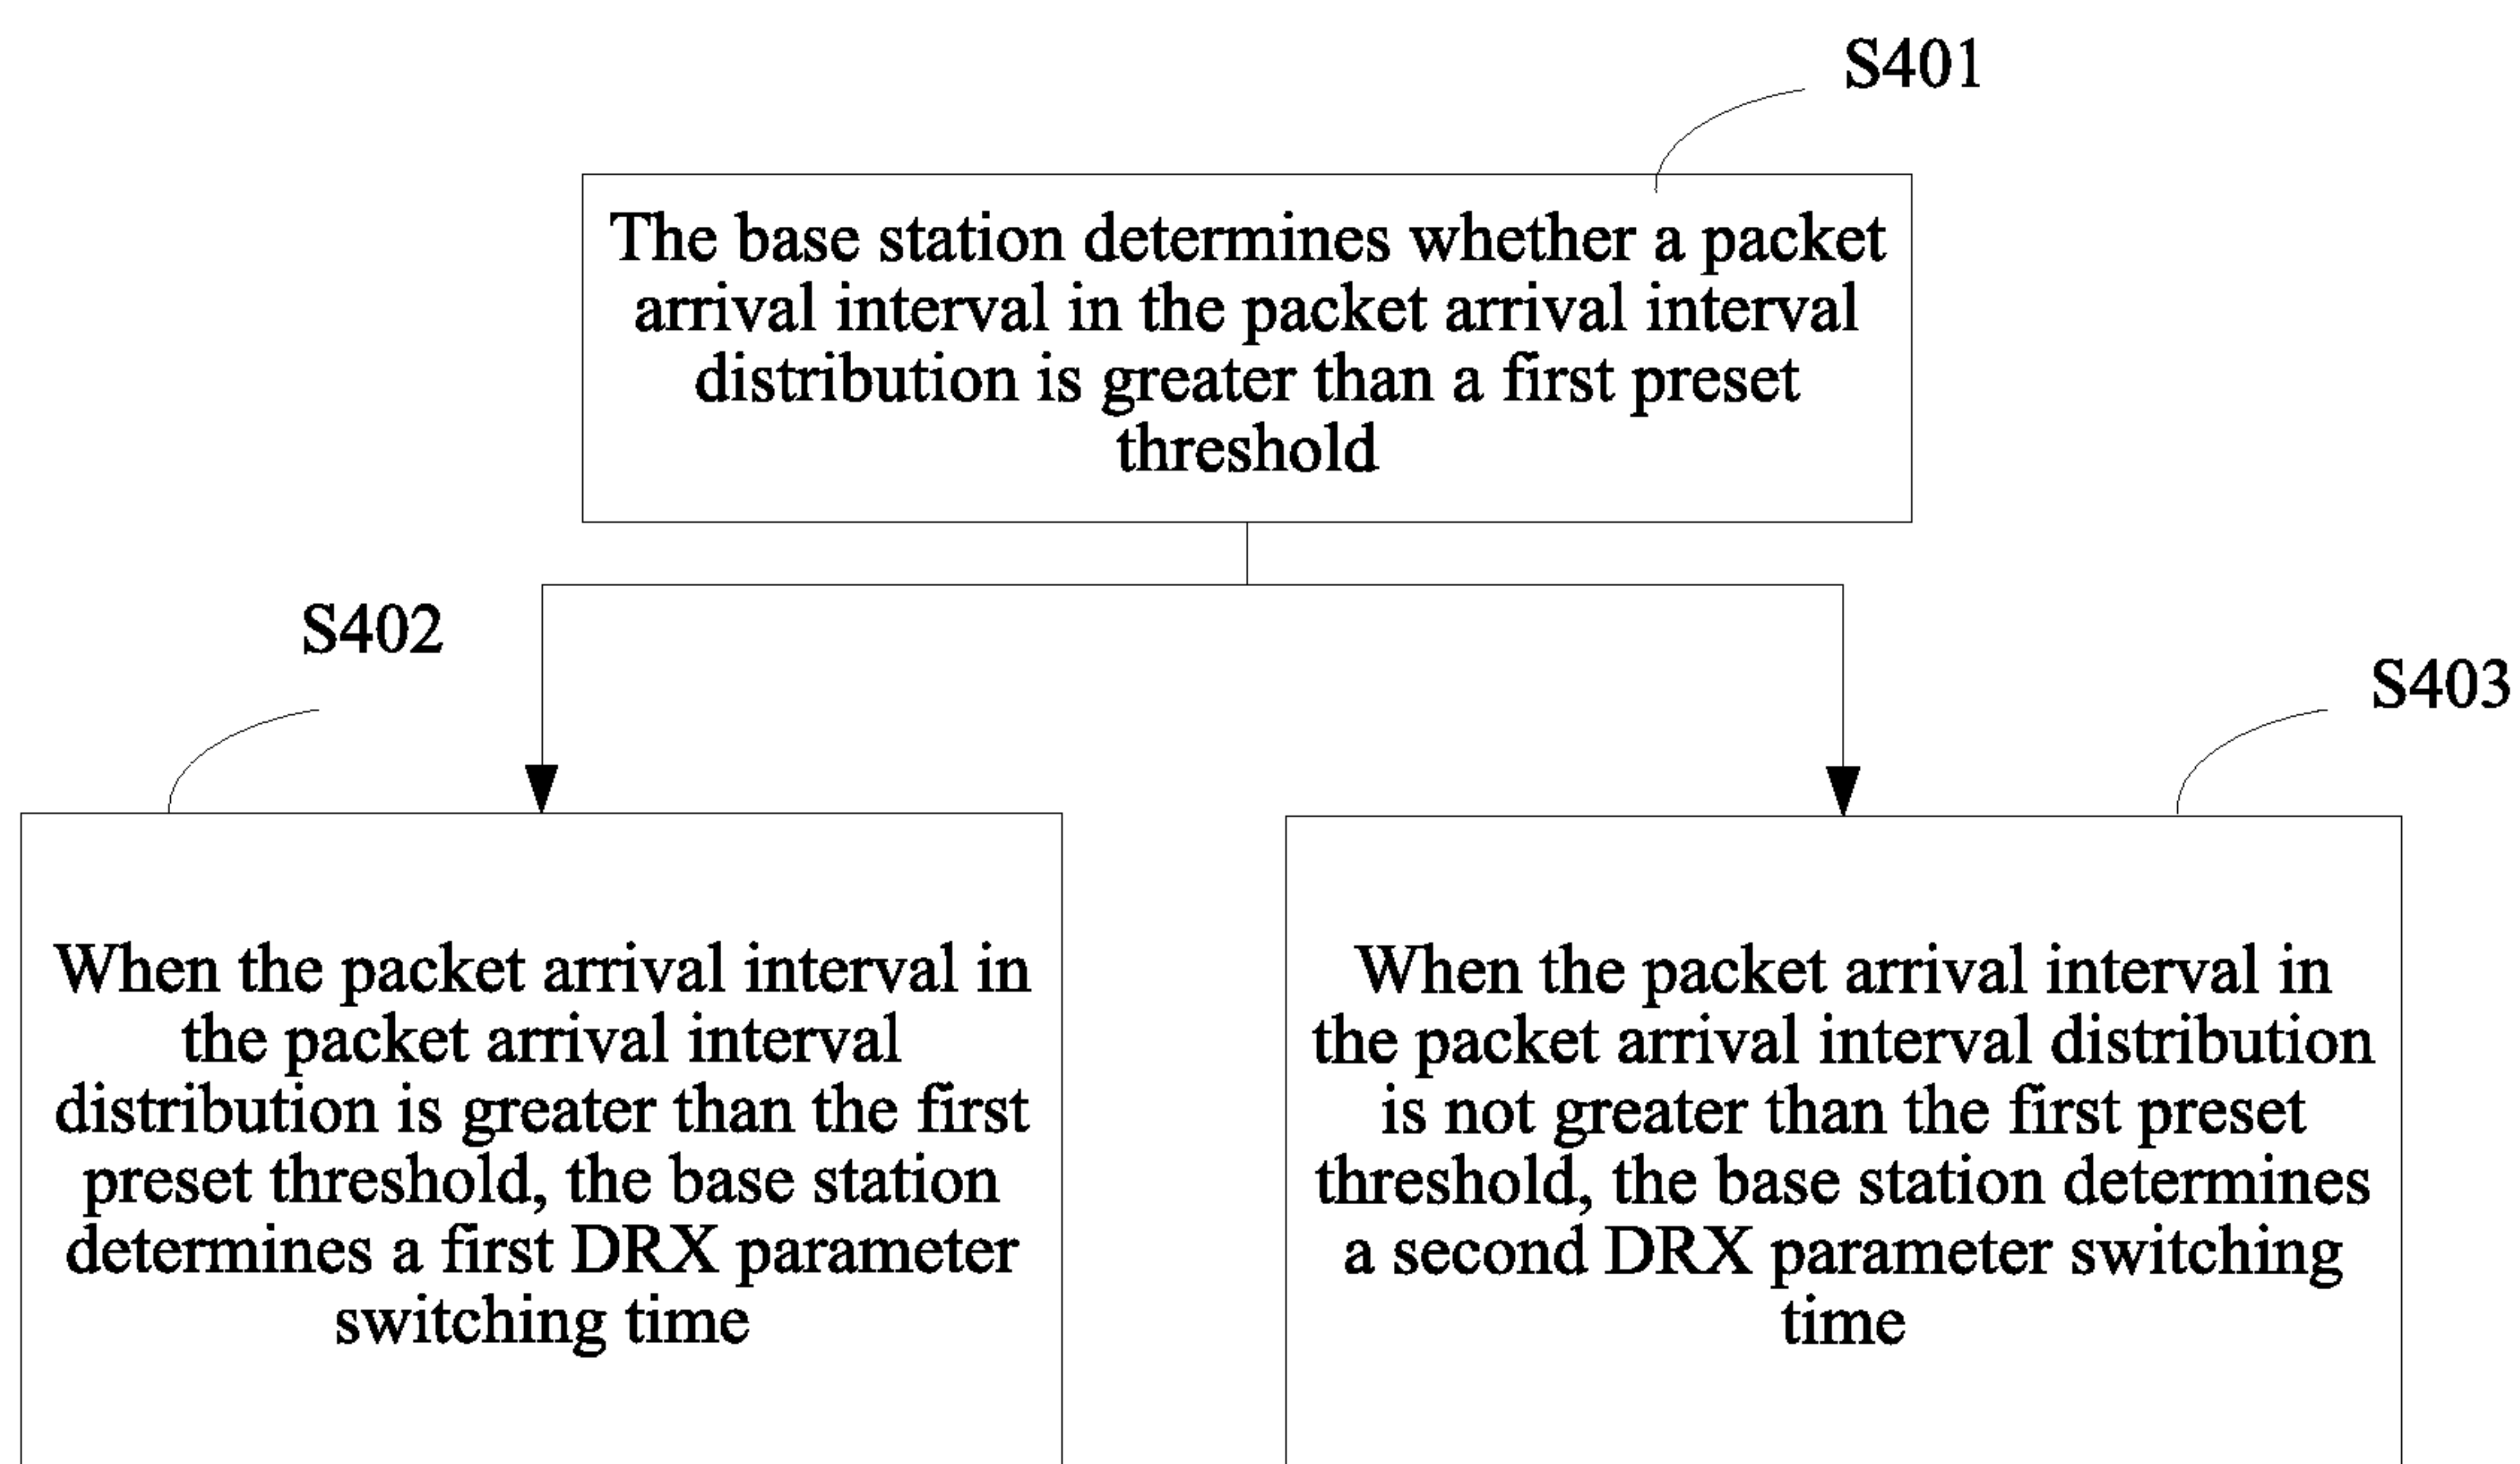 S401
The base station determines whether a packet
arrival interval in the packet arrival interval
distribution is greater than a first preset
threshold
S402
S403
When the packet arrival interval in
the packet arrival interval
distribution is greater than the first
preset threshold, the base station
determines a first DRX parameter
switching time
When the packet arrival interval in
the packet arrival interval distribution
is not greater than the first preset
threshold, the base station determines
a second DRX parameter switching
time